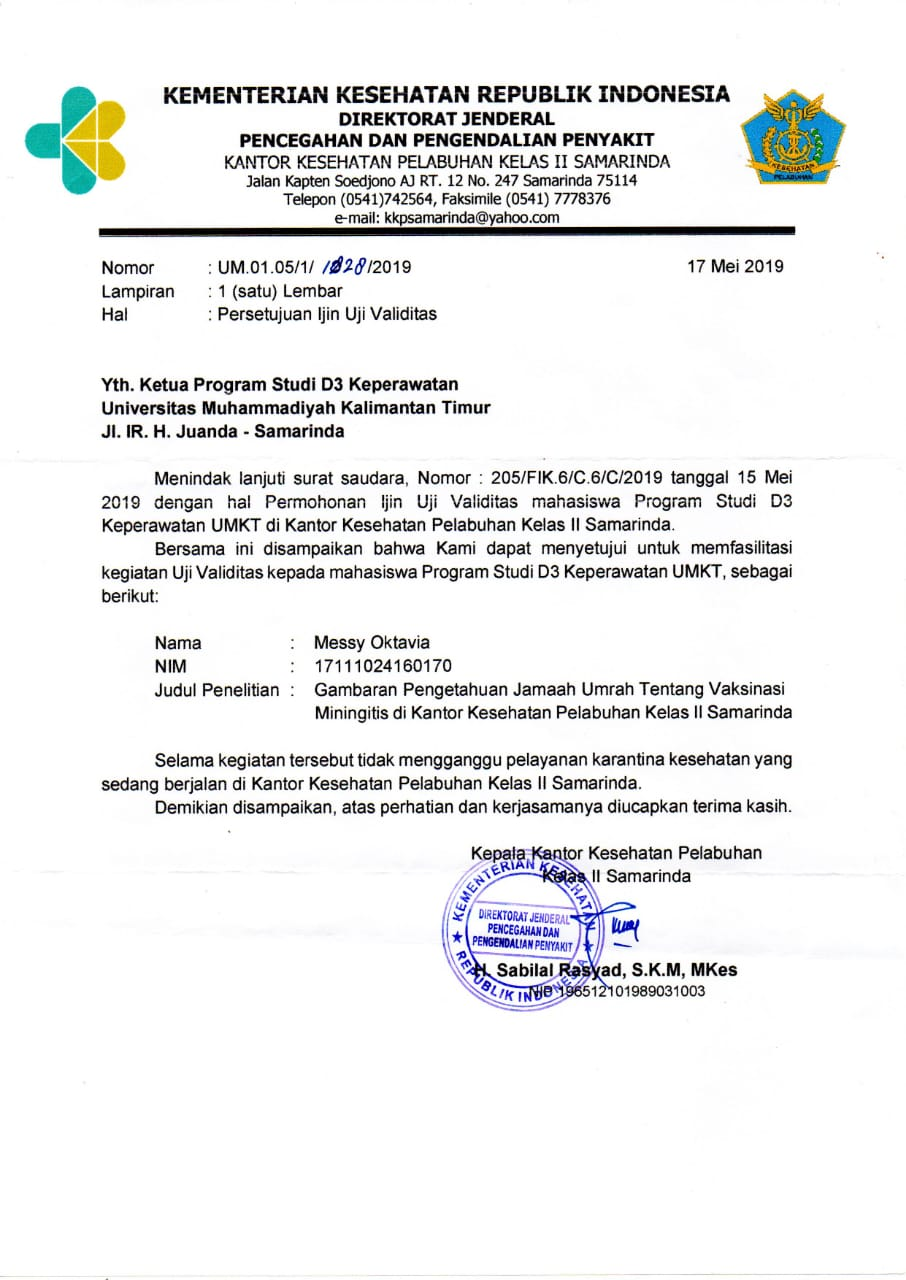 KEMENTERIAN KESEHATAN REPUBLIK INDONESIA
DIREKTORAT JENDERAL
PENCEGAHAN DAN PENGENDALIAN PENYAKIT
KANTOR KESEHATAN PELABUHAN KELAS II SAMARINDA
Jalan Kapten Soedjono AJ RT. 12 No. 247 Samarinda 75114
Telepon (0541)742564, Faksimile (0541) 7778376
e-mail: kkpsamarinda@yahoo.com
KESEHATAN
PELABUHAN
Nomor : UM.01.05/1/ 1828/2019 17 Mei 2019
Lampiran : 1 (satu) Lembar
Hal : Persetujuan Ijin Uji Validitas
Yth. Ketua Program Studi D3 Keperawatan
Universitas Muhammadiyah Kalimantan Timur
Jl. IR. H. Juanda - Samarinda
Menindak lanjuti surat saudara, Nomor : 205/FIK.6/C.6/C/2019 tanggal 15 Mei
2019 dengan hal Permohonan Ijin Uji Validitas mahasiswa Program Studi D3
Keperawatan UMKT di Kantor Kesehatan Pelabuhan Kelas II Samarinda.
Bersama ini disampaikan bahwa Kami dapat menyetujui untuk memfasilitasi
kegiatan Uji Validitas kepada mahasiswa Program Studi D3 Keperawatan UMKT, sebagai
berikut:
Nama : Messy Oktavia
NIM : 17111024160170
Judul Penelitian : Gambaran Pengetahuan Jamaah Umrah Tentang Vaksinasi
Miningitis di Kantor Kesehatan Pelabuhan Kelas II Samarinda
Selama kegiatan tersebut tidak mengganggu pelayanan karantina kesehatan yang
sedang berjalan di Kantor Kesehatan Pelabuhan Kelas II Samarinda.
Demikian disampaikan, atas perhatian dan kerjasamanya diucapkan terima kasih.
Kepala Kantor Kesehatan Pelabuhan
Kelas II Samarinda
KEMENTERIAN KESEHATAN
DIREKTORAT JENDERAL
PENCEGAHAN DAN
PENGENDALIAN PENYAKIT
REPUBLIK INDONESIA
H. Sabilal Rasyad, S.K.M, MKes
NIP 196512101989031003